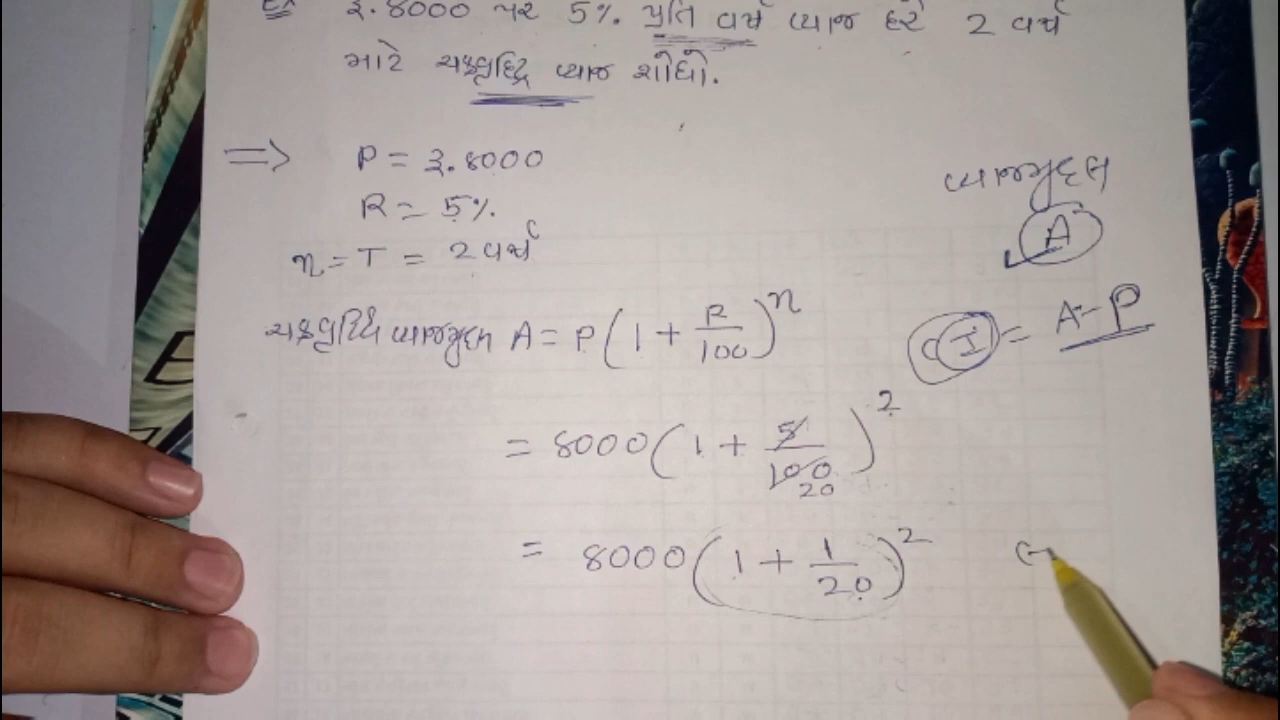 રૂ.8000 પર 5% પ્રતિ વર્ષ વ્યાજ દરે 2 વર્ષ
માટે ચક્રવૃદ્ધિ વ્યાજ શોધો.
⇒ P = રૂ.8000
R = 5%
n = T = 2 વર્ષ
વ્યાજમુદ્દલ
A
ચક્રવૃદ્ધિ વ્યાજમુદ્દલ A = P(1 + R/100)^n
CI = A-P
= 8000(1 + 5/100)^2
20
= 8000(1 + 1/20)^2